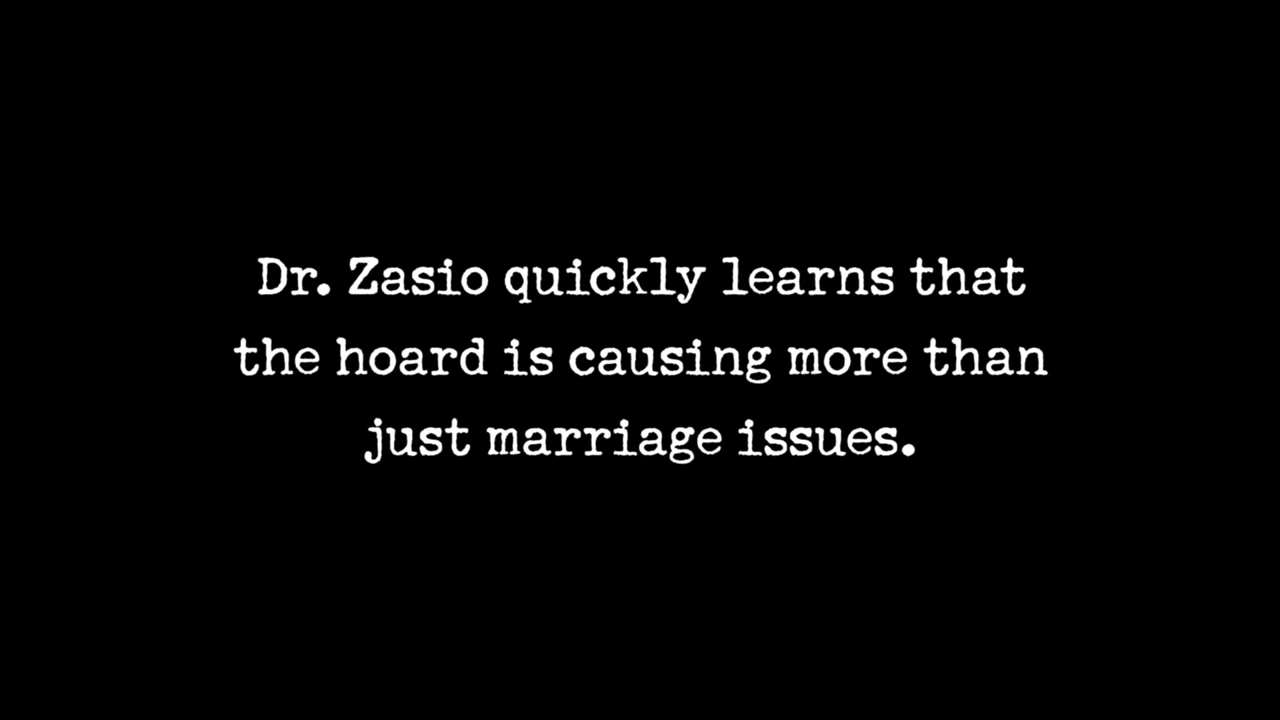 Dr. Zasio quickly learns that
the hoard is causing more than
just marriage issues.